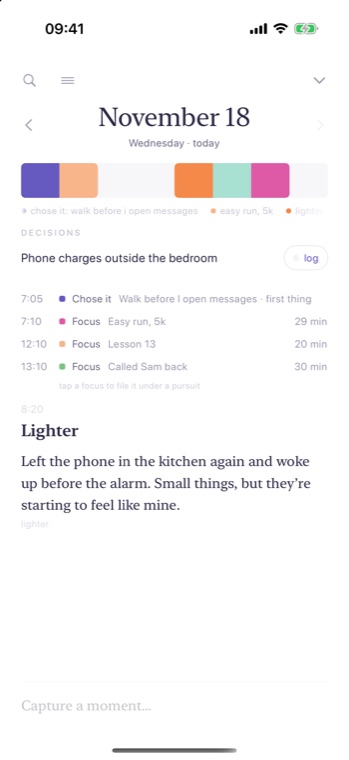 09:41
November 18
Wednesday · today
chose it: walk before i open messages easy run, 5k lighter
DECISIONS
Phone charges outside the bedroom log
7:05 Chose it Walk before I open messages · first thing
7:10 Focus Easy run, 5k 29 min
12:10 Focus Lesson 13 20 min
13:10 Focus Called Sam back 30 min
tap a focus to file it under a pursuit
8:20
Lighter
Left the phone in the kitchen again and woke
up before the alarm. Small things, but they're
starting to feel like mine.
lighter
Capture a moment...